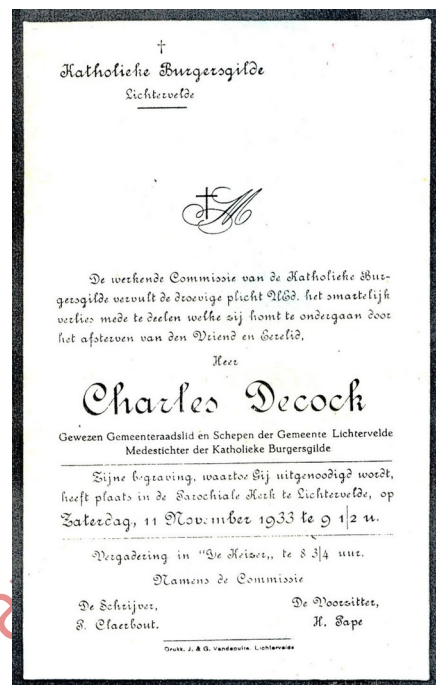 †
Katholieke Burgersgilde
Lichtervelde
De werkende Commissie van de Katholieke Bur-
gersgilde vervult de droevige plicht UEd. het smartelijk
verlies mede te deelen welke zij komt te ondergaan door
het afsterven van den Vriend en Eerelid,
Heer
Charles Decock
Gewezen Gemeenteraadslid en Schepen der Gemeente Lichtervelde
Medestichter der Katholieke Burgersgilde
Zijne begraving, waartoe Gij uitgenoodigd wordt,
heeft plaats in de Parochiale Kerk te Lichtervelde, op
Zaterdag, 11 November 1933 te 9 1/2 u.
Vergadering in "De Keizer„ te 8 3/4 uur.
Namens de Commissie
De Schrijver,
P. Claerbout.
De Voorzitter,
H. Pape
Drukk. J. & G. Vandepulte, Lichtervelde